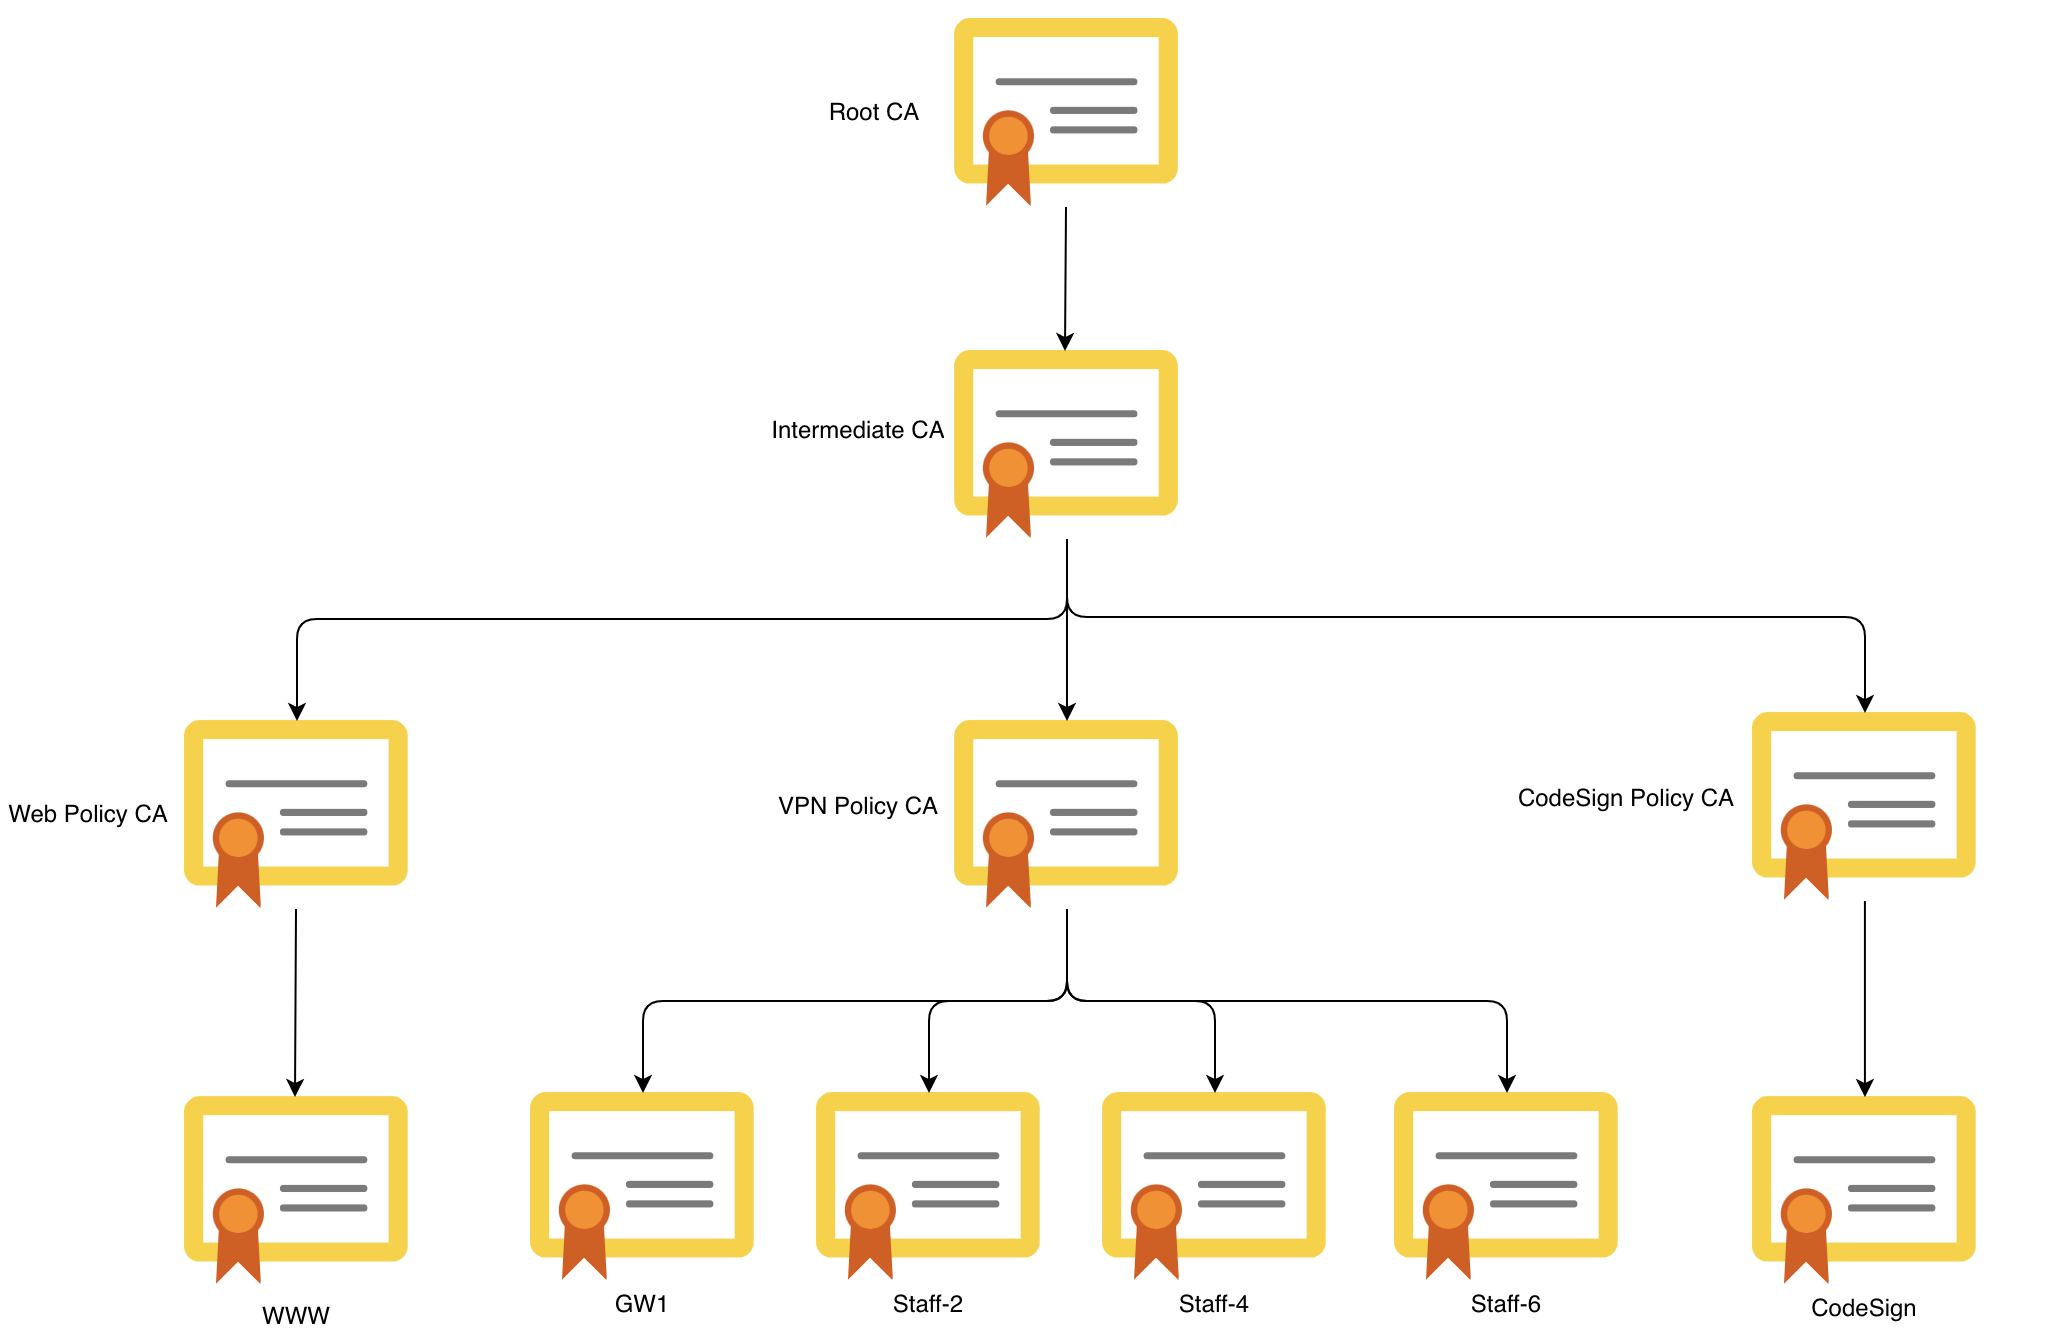 Root CA
Intermediate CA
Web Policy CA
VPN Policy CA
CodeSign Policy CA
WWW
GW1
Staff-2
Staff-4
Staff-6
CodeSign